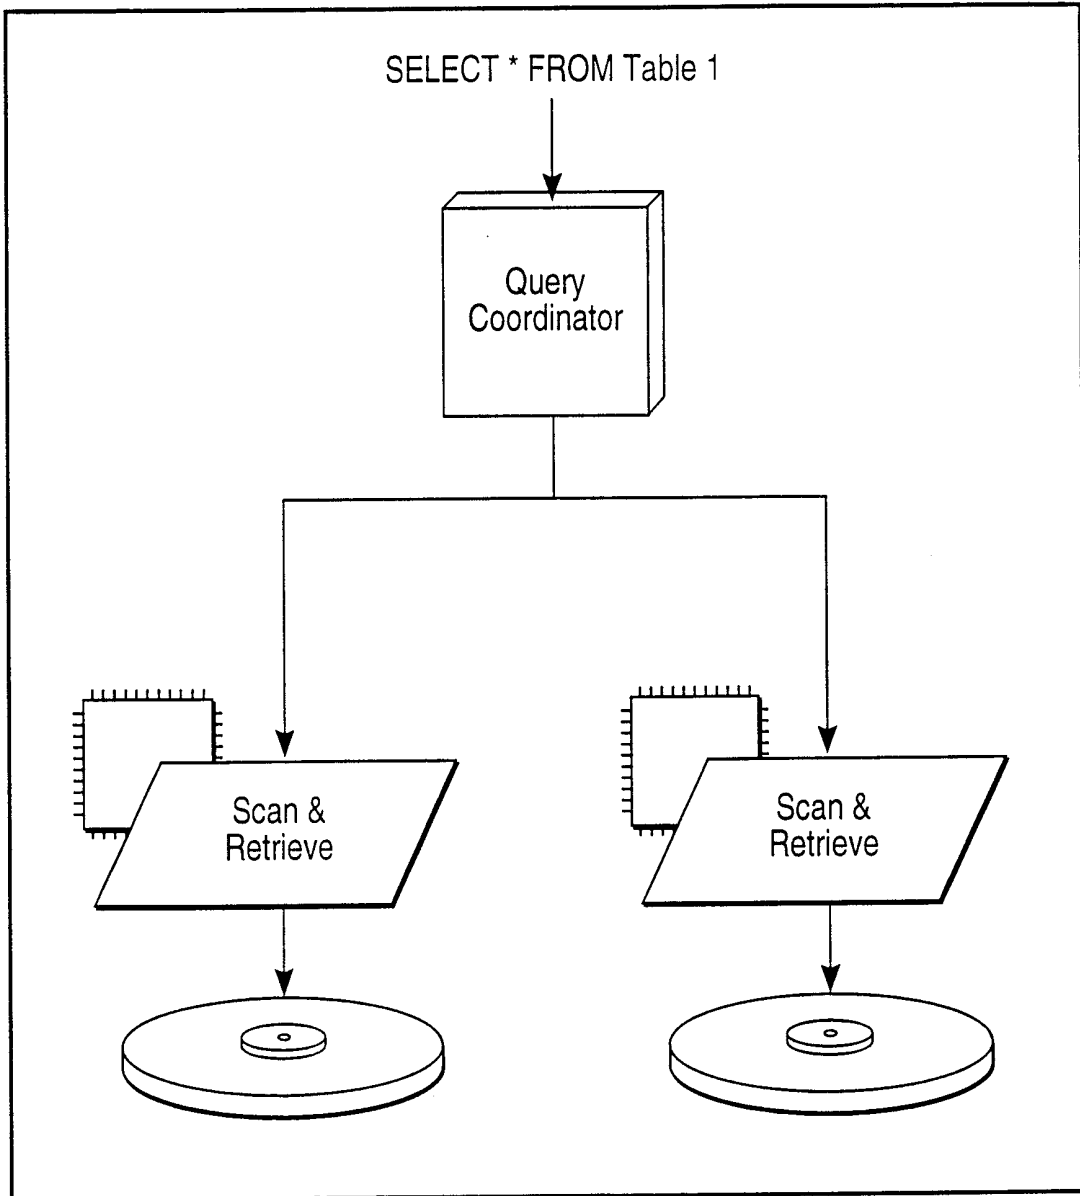 SELECT * FROM Table 1
Query
Coordinator
Scan &
Retrieve
Scan &
Retrieve